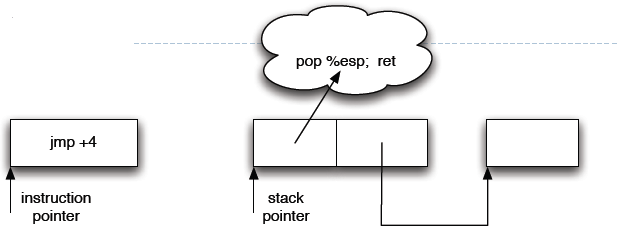 pop %esp; ret
jmp +4
instruction
pointer
stack
pointer